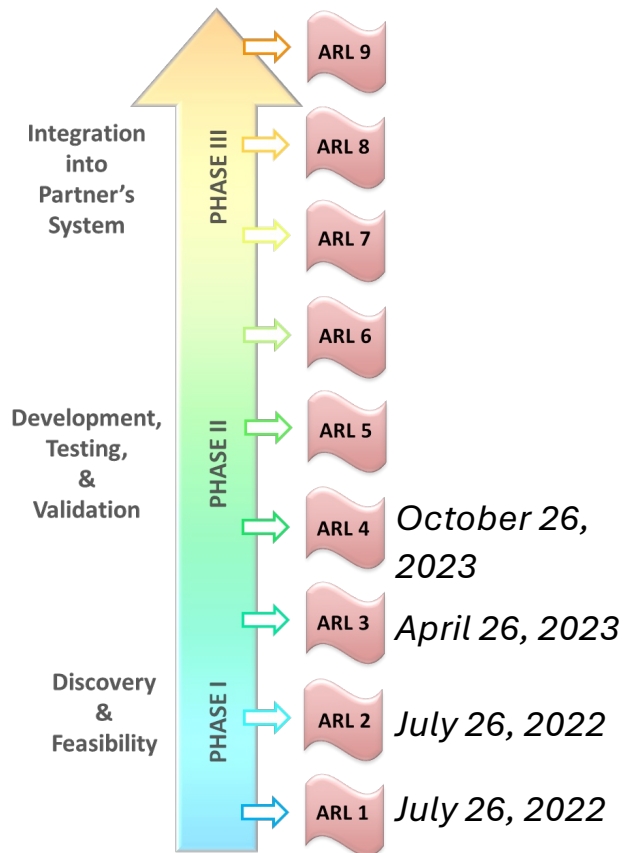 ARL 9
Integration
into
Partner's
System
PHASE III
ARL 8
ARL 7
ARL 6
Development,
Testing,
&
Validation
PHASE II
ARL 5
ARL 4
October 26,
2023
ARL 3
April 26, 2023
Discovery
&
Feasibility
PHASE I
ARL 2
July 26, 2022
ARL 1
July 26, 2022